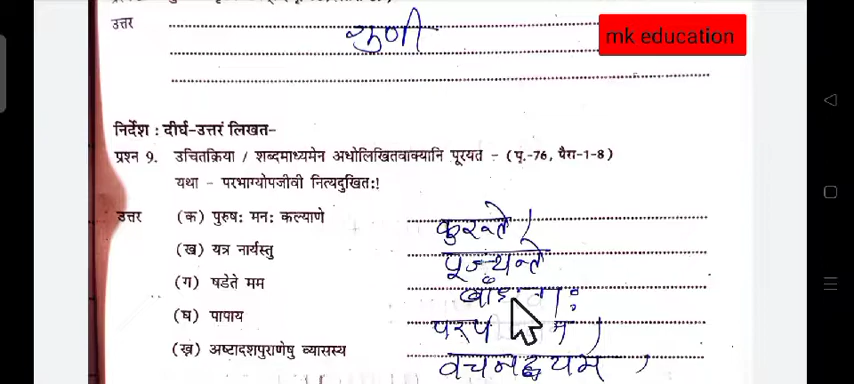 उत्तर
ऋणी
mk education
निर्देश : दीर्घ-उत्तरं लिखत-
प्रश्न 9. उचितक्रिया / शब्दमाध्यमेन अधोलिखितवाक्यानि पूरयत - (पृ.-76, पैरा-1-8)
यथा - परभाग्योपजीवी नित्यदुखितः!
उत्तर (क) पुरुषः मनः कल्याणे कुरुते।
(ख) यत्र नार्यस्तु पूज्यन्ते
(ग) षडेते मम
(घ) पापाय
(ख) अष्टादशपुराणेषु व्यासस्य वचनद्वयम्।